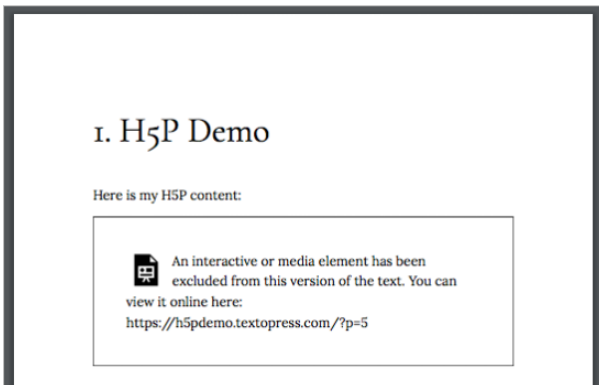 1. H5P Demo
Here is my H5P content:
An interactive or media element has been
excluded from this version of the text. You can
view it online here:
https://h5pdemo.textopress.com/?p=5